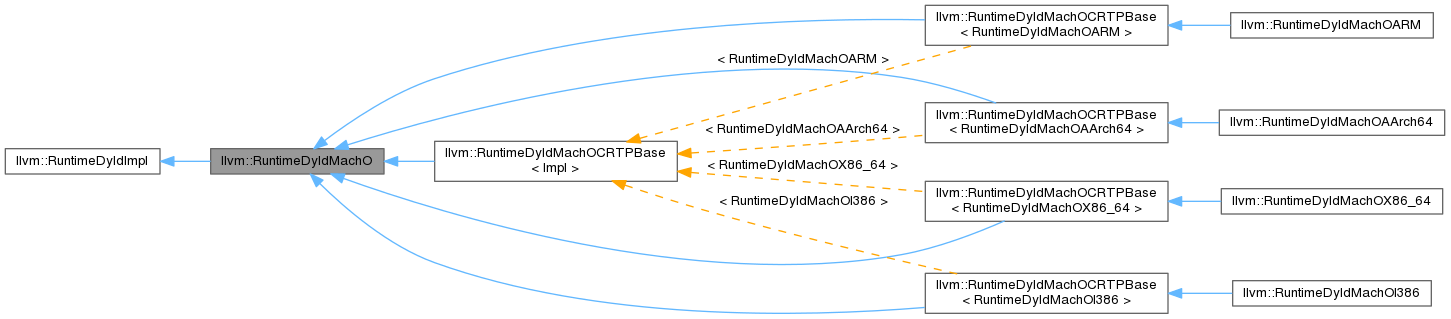 llvm::RuntimeDyldImpl
llvm::RuntimeDyldMachO
llvm::RuntimeDyldMachOCRTPBase
< Impl >
< RuntimeDyldMachOARM >
< RuntimeDyldMachOAArch64 >
< RuntimeDyldMachOX86_64 >
< RuntimeDyldMachOI386 >
llvm::RuntimeDyldMachOCRTPBase
< RuntimeDyldMachOARM >
llvm::RuntimeDyldMachOARM
llvm::RuntimeDyldMachOCRTPBase
< RuntimeDyldMachOAArch64 >
llvm::RuntimeDyldMachOAArch64
llvm::RuntimeDyldMachOCRTPBase
< RuntimeDyldMachOX86_64 >
llvm::RuntimeDyldMachOX86_64
llvm::RuntimeDyldMachOCRTPBase
< RuntimeDyldMachOI386 >
llvm::RuntimeDyldMachOI386